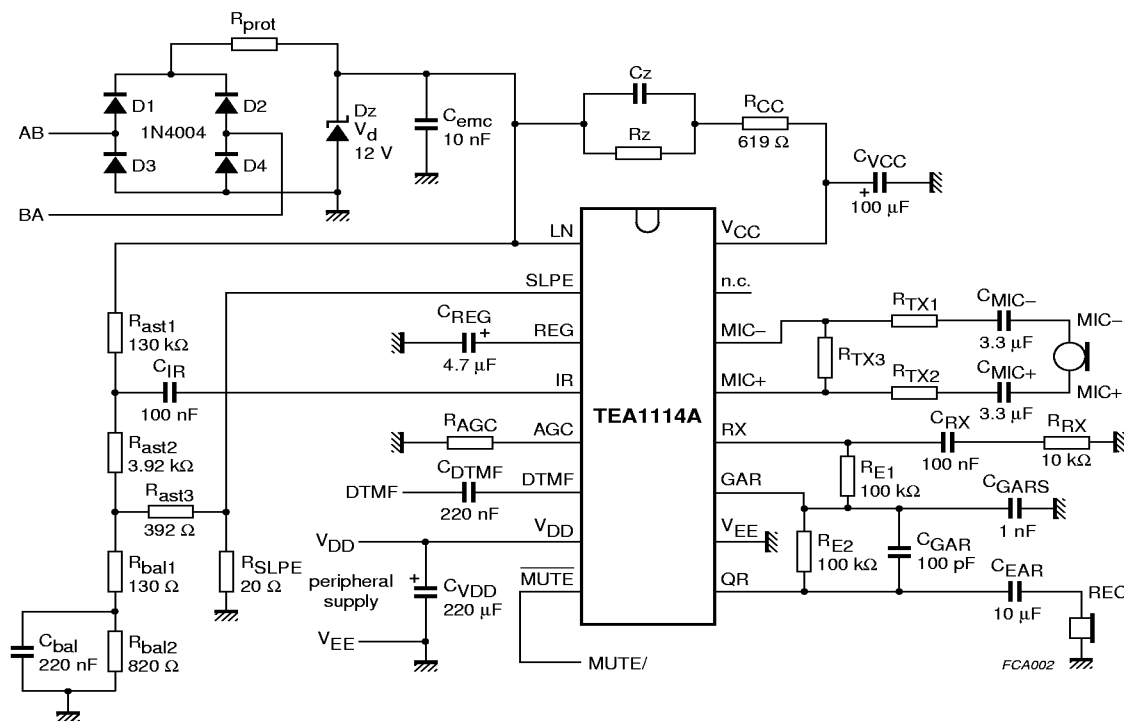 Rprot
D1
D2
1N4004
AB
D3
D4
BA
Dz
Vd
12 V
Cemc
10 nF
Cz
Rz
RCC
619 Ω
CVCC
+
100 µF
LN
VCC
SLPE
n.c.
Rast1
130 kΩ
CREG
+
4.7 µF
REG
MIC−
RTX1
CMIC−
3.3 µF
MIC−
RTX3
CIR
100 nF
IR
MIC+
RTX2
CMIC+
3.3 µF
MIC+
TEA1114A
Rast2
3.92 kΩ
RAGC
AGC
RX
CRX
100 nF
RRX
10 kΩ
RE1
100 kΩ
DTMF
CDTMF
220 nF
DTMF
GAR
CGARS
1 nF
Rast3
392 Ω
VDD
VDD
VEE
RE2
100 kΩ
CGAR
100 pF
Rbal1
130 Ω
RSLPE
20 Ω
peripheral
supply
+
CVDD
220 µF
MUTE
QR
CEAR
10 µF
REC
Cbal
220 nF
Rbal2
820 Ω
VEE
MUTE/
FCA002